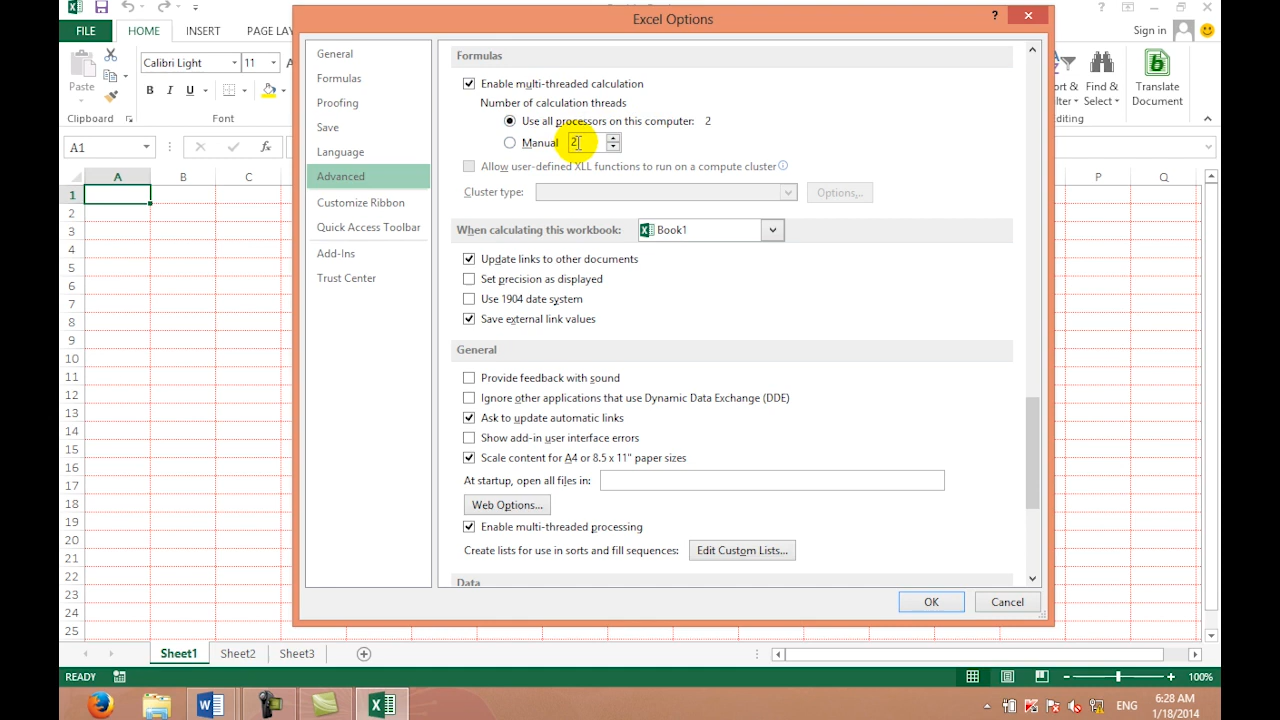 Excel Options
?
Sign in
FILE
HOME
INSERT
PAGE LAY
Paste
Clipboard
Calibri Light
11
A
B I U
Font
rt &
Filter
Find &
Select
Editing
Translate
Document
A1
fx
A B C P Q
1
2
3
4
5
6
7
8
9
10
11
12
13
14
15
16
17
18
19
20
21
22
23
24
25
General
Formulas
Proofing
Save
Language
Advanced
Customize Ribbon
Quick Access Toolbar
Add-Ins
Trust Center
Formulas
Enable multi-threaded calculation
Number of calculation threads
Use all processors on this computer: 2
Manual 2
Allow user-defined XLL functions to run on a compute cluster
Cluster type:
Options...
When calculating this workbook: Book1
Update links to other documents
Set precision as displayed
Use 1904 date system
Save external link values
General
Provide feedback with sound
Ignore other applications that use Dynamic Data Exchange (DDE)
Ask to update automatic links
Show add-in user interface errors
Scale content for A4 or 8.5 x 11" paper sizes
At startup, open all files in:
Web Options...
Enable multi-threaded processing
Create lists for use in sorts and fill sequences: Edit Custom Lists...
Data
OK
Cancel
Sheet1 Sheet2 Sheet3
READY
100%
ENG
6:28 AM
1/18/2014